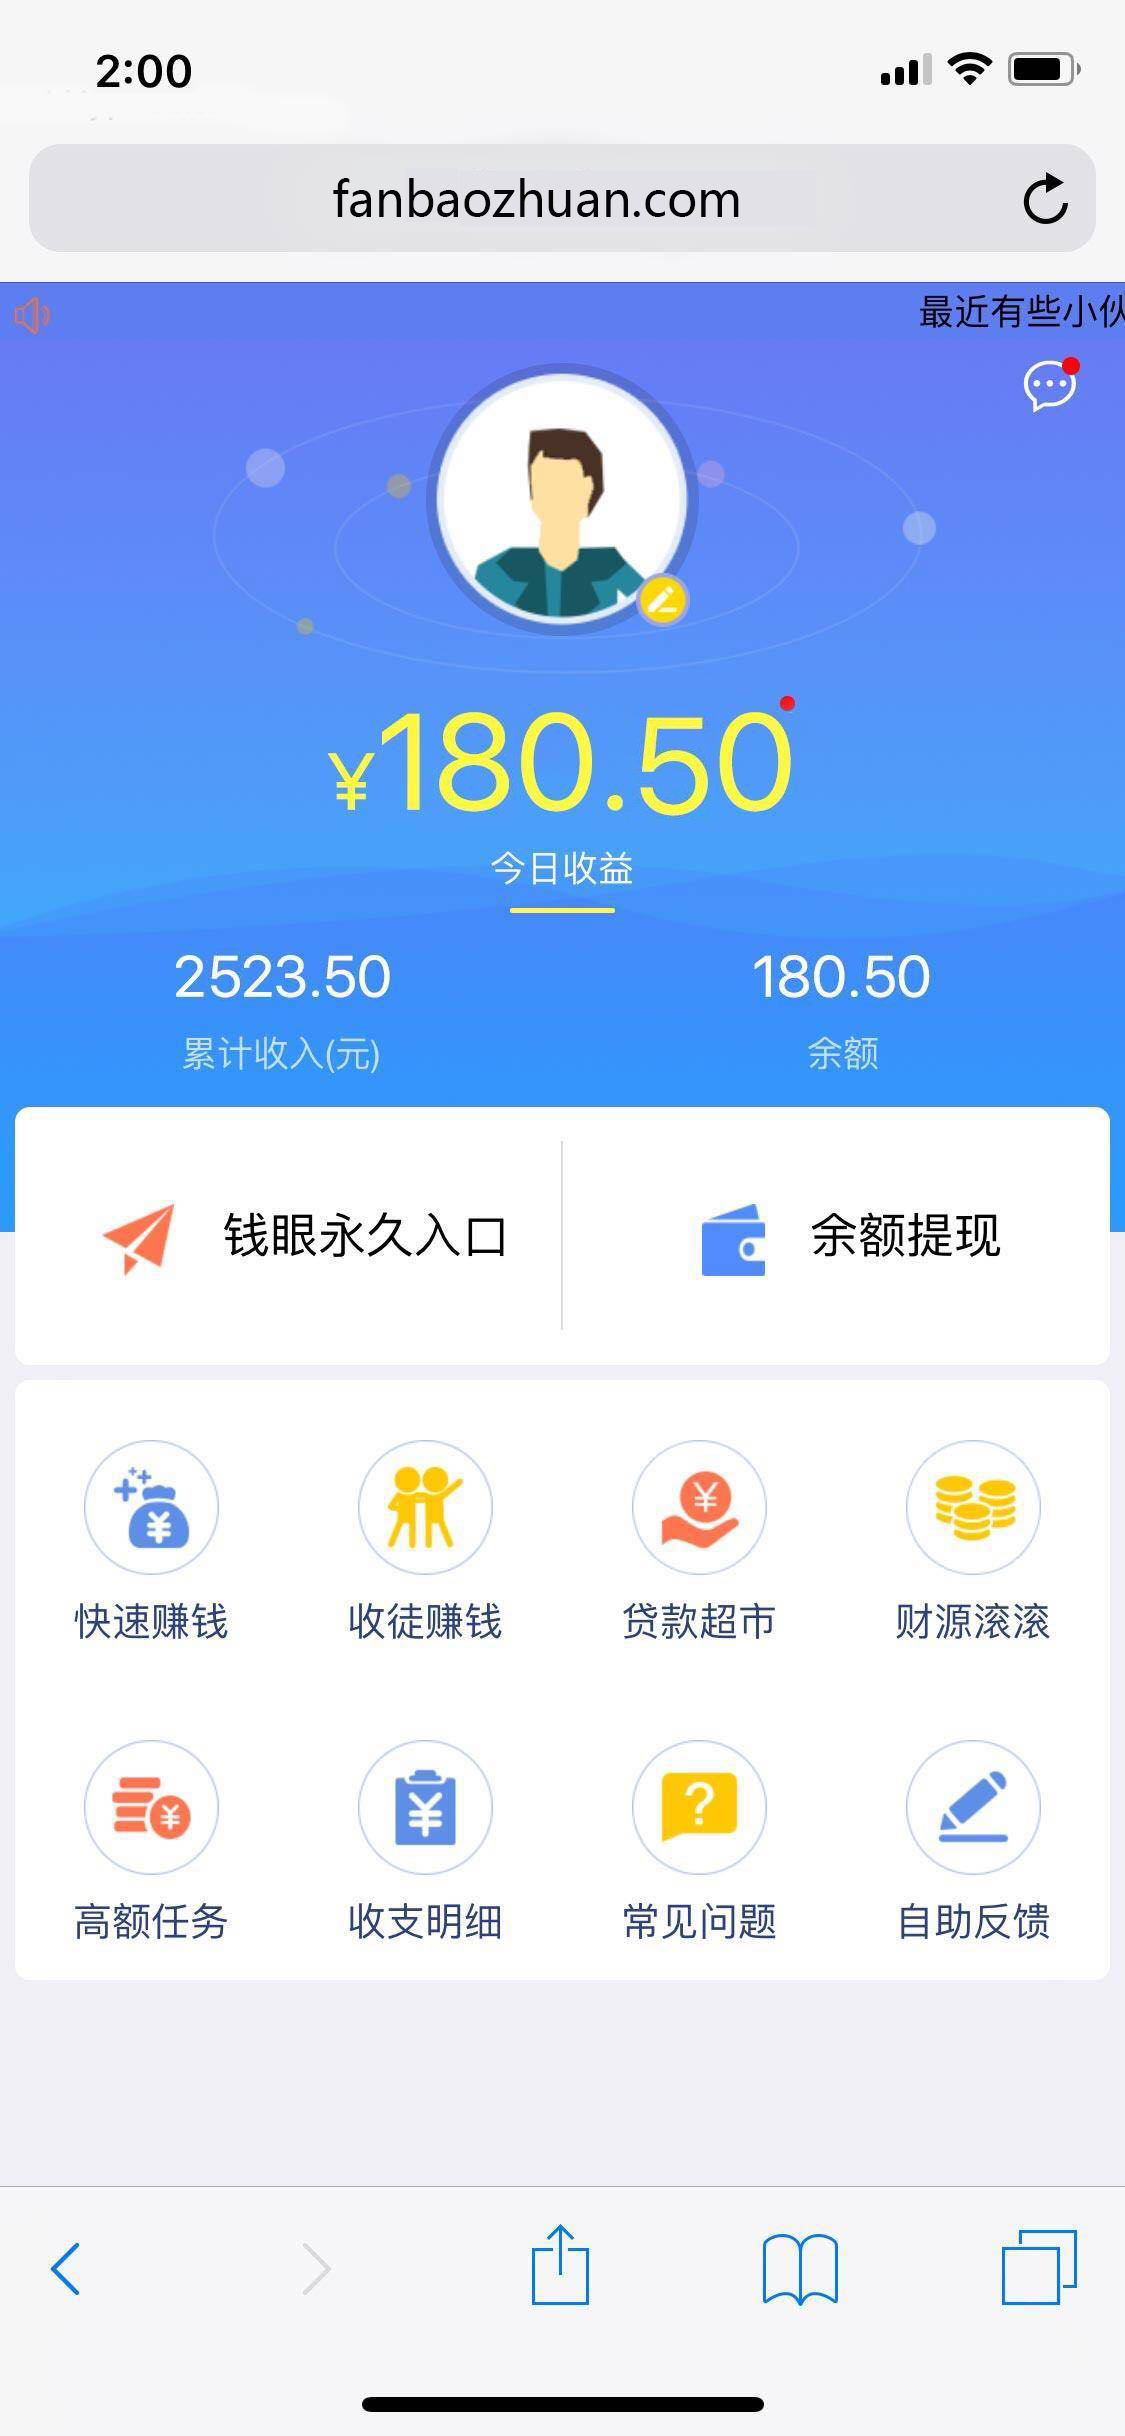 2:00
fanbaozhuan.com
最近有些小伙
¥180.50
今日收益
2523.50
180.50
累计收入(元)
余额
钱眼永久入口
余额提现
快速赚钱
收徒赚钱
贷款超市
财源滚滚
高额任务
收支明细
常见问题
自助反馈